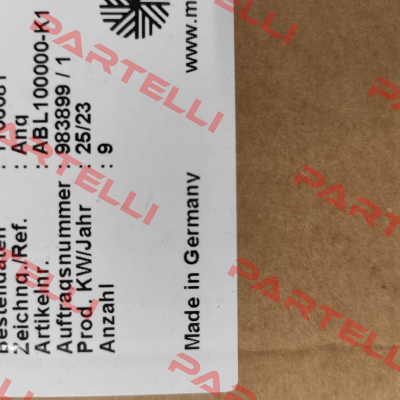 Zeichng./Ref. : Anq
Artikelnr. : ABL100000-K1
Auftragsnummer : 983899 / 1
Prod. KW/Jahr : 25/23
Anzahl : 9
Made in Germany
www.m
PARTELLI
PARTELLI
PARTELLI
PARTELLI
PARTELLI